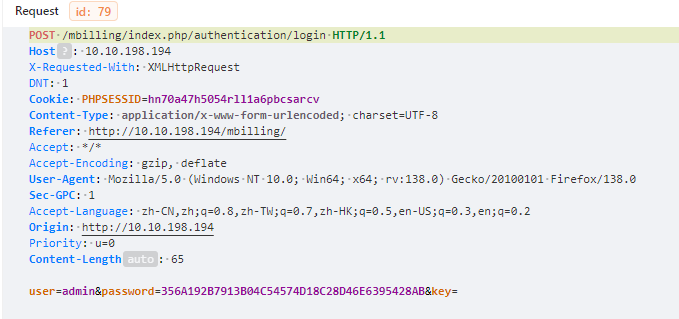 Request id: 79
POST /mbilling/index.php/authentication/login HTTP/1.1
Host ? : 10.10.198.194
X-Requested-With: XMLHttpRequest
DNT: 1
Cookie: PHPSESSID=hn70a47h5054rll1a6pbcsarcv
Content-Type: application/x-www-form-urlencoded; charset=UTF-8
Referer: http://10.10.198.194/mbilling/
Accept: */*
Accept-Encoding: gzip, deflate
User-Agent: Mozilla/5.0 (Windows NT 10.0; Win64; x64; rv:138.0) Gecko/20100101 Firefox/138.0
Sec-GPC: 1
Accept-Language: zh-CN,zh;q=0.8,zh-TW;q=0.7,zh-HK;q=0.5,en-US;q=0.3,en;q=0.2
Origin: http://10.10.198.194
Priority: u=0
Content-Length auto : 65
user=admin&password=356A192B7913B04C54574D18C28D46E6395428AB&key=